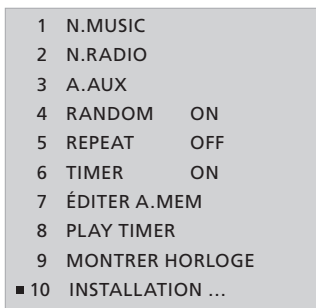 1 N.MUSIC
2 N.RADIO
3 A.AUX
4 RANDOM ON
5 REPEAT OFF
6 TIMER ON
7 ÉDITER A.MEM
8 PLAY TIMER
9 MONTRER HORLOGE
■ 10 INSTALLATION ...